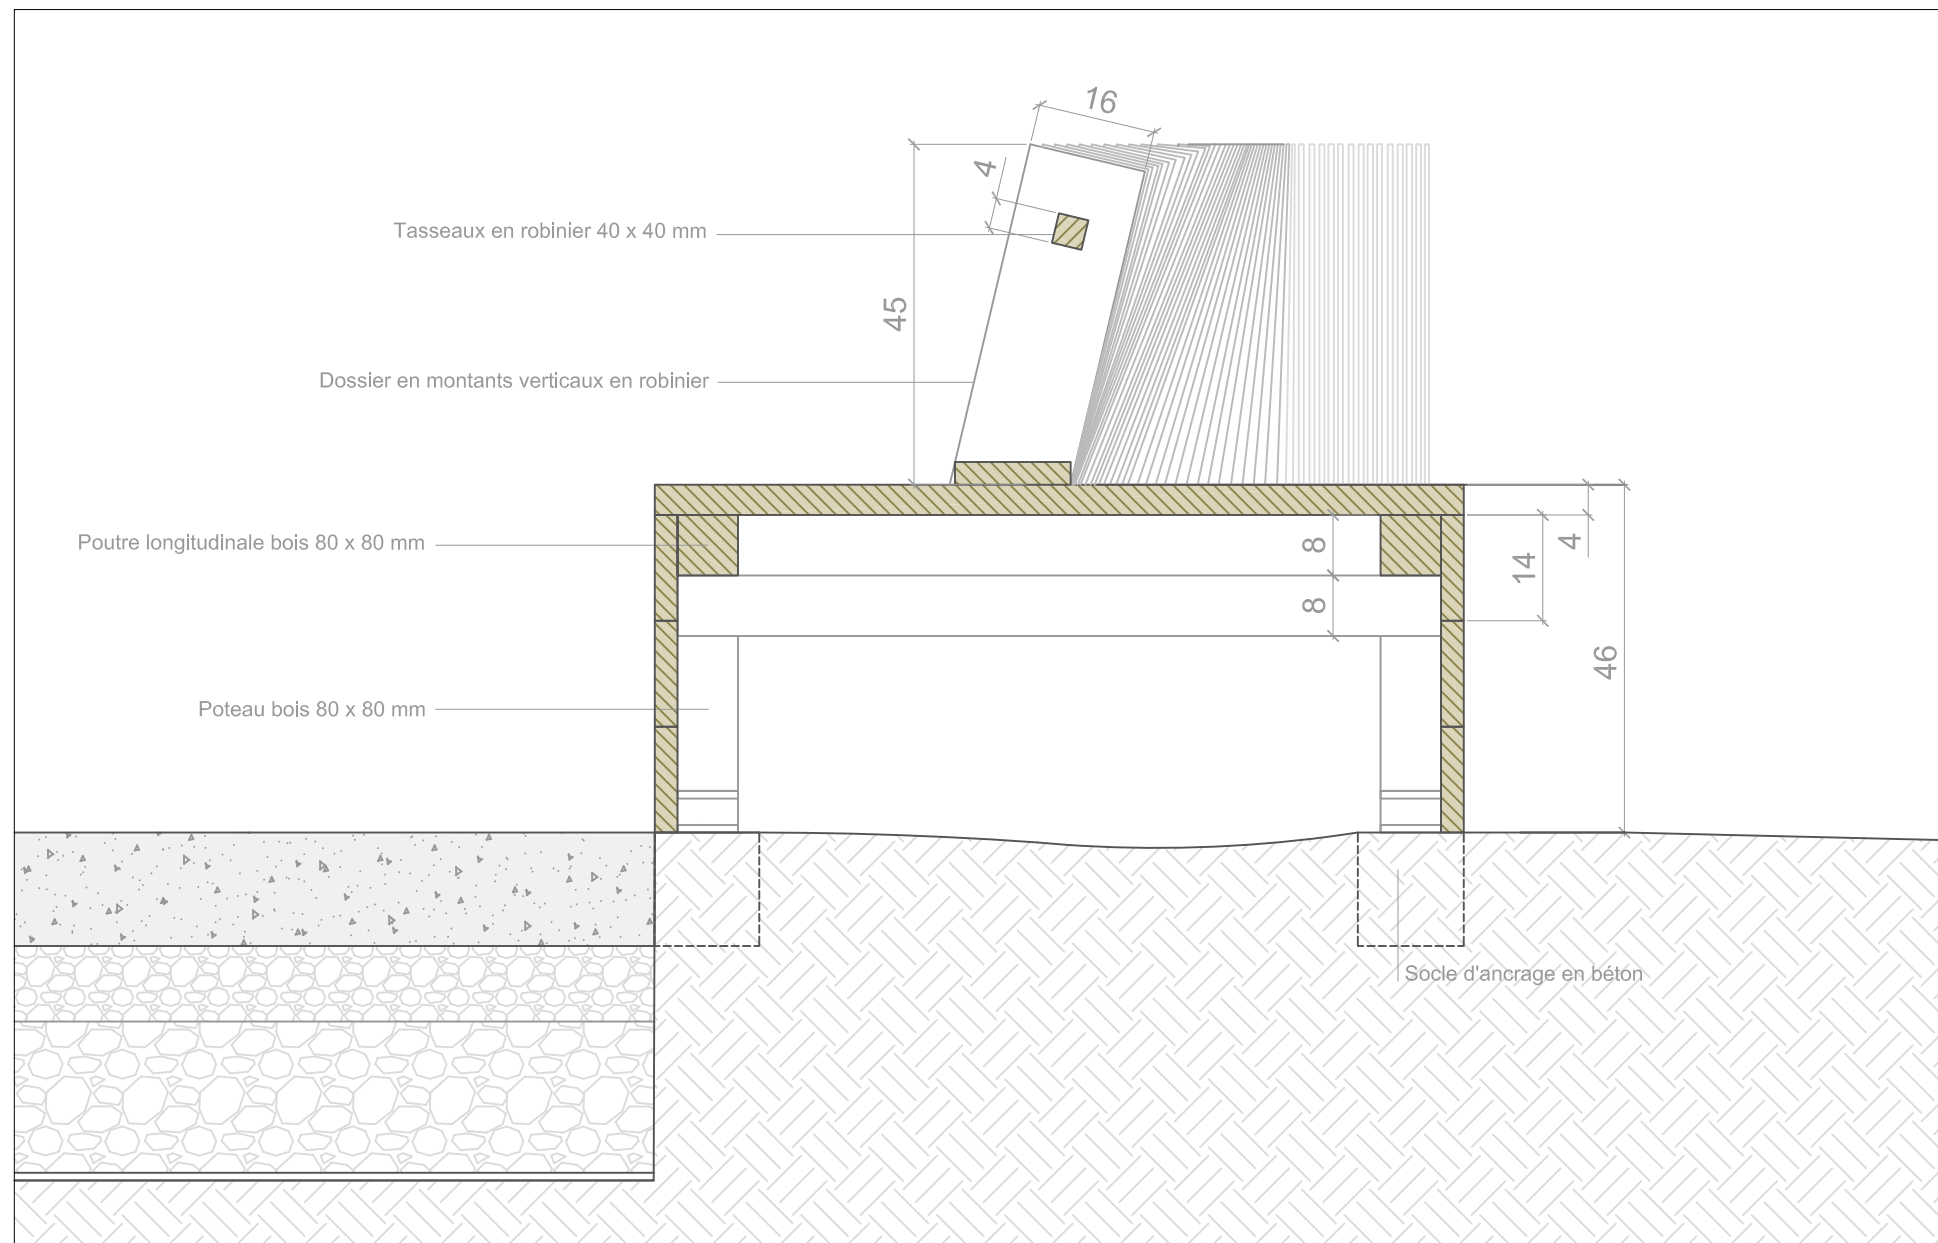 16
4
Tasseaux en robinier 40 x 40 mm
45
Dossier en montants verticaux en robinier
Poutre longitudinale bois 80 x 80 mm
8
14
4
8
46
Poteau bois 80 x 80 mm
Socle d'ancrage en béton